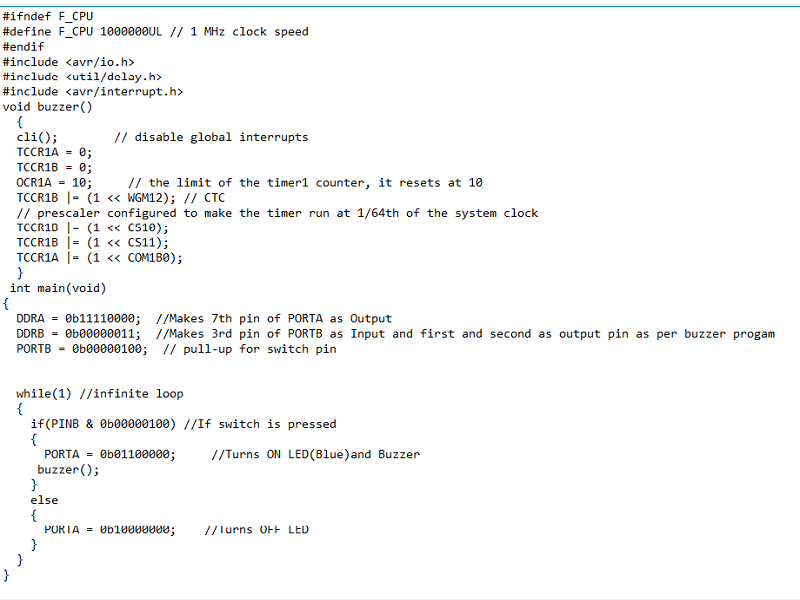 #ifndef F_CPU
#define F_CPU 1000000UL // 1 MHz clock speed
#endif
#include <avr/io.h>
#include <util/delay.h>
#include <avr/interrupt.h>
void buzzer()
{
cli(); // disable global interrupts
TCCR1A = 0;
TCCR1B = 0;
OCR1A = 10; // the limit of the timer1 counter, it resets at 10
TCCR1B |= (1 << WGM12); // CTC
// prescaler configured to make the timer run at 1/64th of the system clock
TCCR1B |= (1 << CS10);
TCCR1B |= (1 << CS11);
TCCR1A |= (1 << COM1B0);
}
int main(void)
{
DDRA = 0b11110000; //Makes 7th pin of PORTA as Output
DDRB = 0b00000011; //Makes 3rd pin of PORTB as Input and first and second as output pin as per buzzer progam
PORTB = 0b00000100; // pull-up for switch pin
while(1) //infinite loop
{
if(PINB & 0b00000100) //If switch is pressed
{
PORTA = 0b01100000; //Turns ON LED(Blue)and Buzzer
buzzer();
}
else
{
PORTA = 0b10000000; //Turns OFF LED
}
}
}